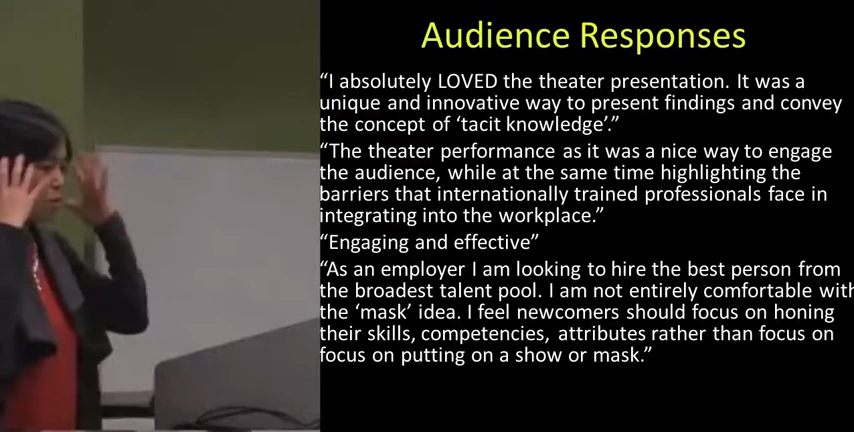 Audience Responses
“I absolutely LOVED the theater presentation. It was a
unique and innovative way to present findings and convey
the concept of ‘tacit knowledge’.”
“The theater performance as it was a nice way to engage
the audience, while at the same time highlighting the
barriers that internationally trained professionals face in
integrating into the workplace.”
“Engaging and effective”
“As an employer I am looking to hire the best person from
the broadest talent pool. I am not entirely comfortable with
the ‘mask’ idea. I feel newcomers should focus on honing
their skills, competencies, attributes rather than focus on
focus on putting on a show or mask.”